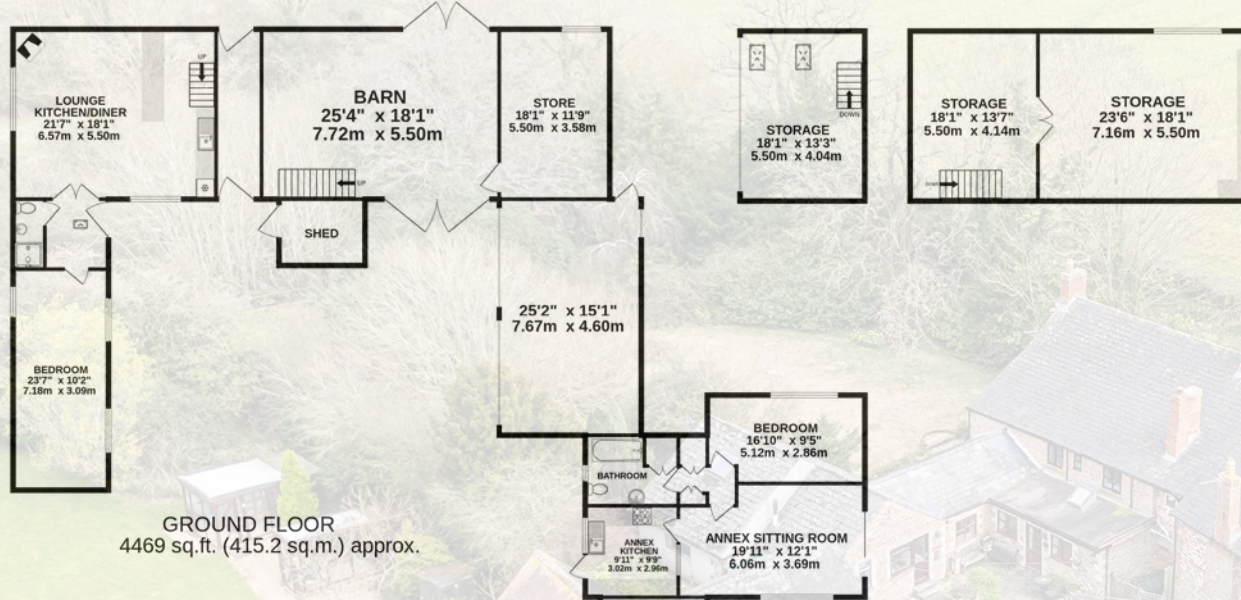 LOUNGE
KITCHEN/DINER
21'7" x 18'1"
6.57m x 5.50m
UP
BARN
25'4" x 18'1"
7.72m x 5.50m
UP
STORE
18'1" x 11'9"
5.50m x 3.58m
STORAGE
18'1" x 13'3"
5.50m x 4.04m
DOWN
STORAGE
18'1" x 13'7"
5.50m x 4.14m
DOWN
STORAGE
23'6" x 18'1"
7.16m x 5.50m
SHED
25'2" x 15'1"
7.67m x 4.60m
BEDROOM
23'7" x 10'2"
7.18m x 3.09m
BEDROOM
16'10" x 9'5"
5.12m x 2.86m
BATHROOM
ANNEX
KITCHEN
9'11" x 9'9"
3.02m x 2.96m
ANNEX SITTING ROOM
19'11" x 12'1"
6.06m x 3.69m
GROUND FLOOR
4469 sq.ft. (415.2 sq.m.) approx.